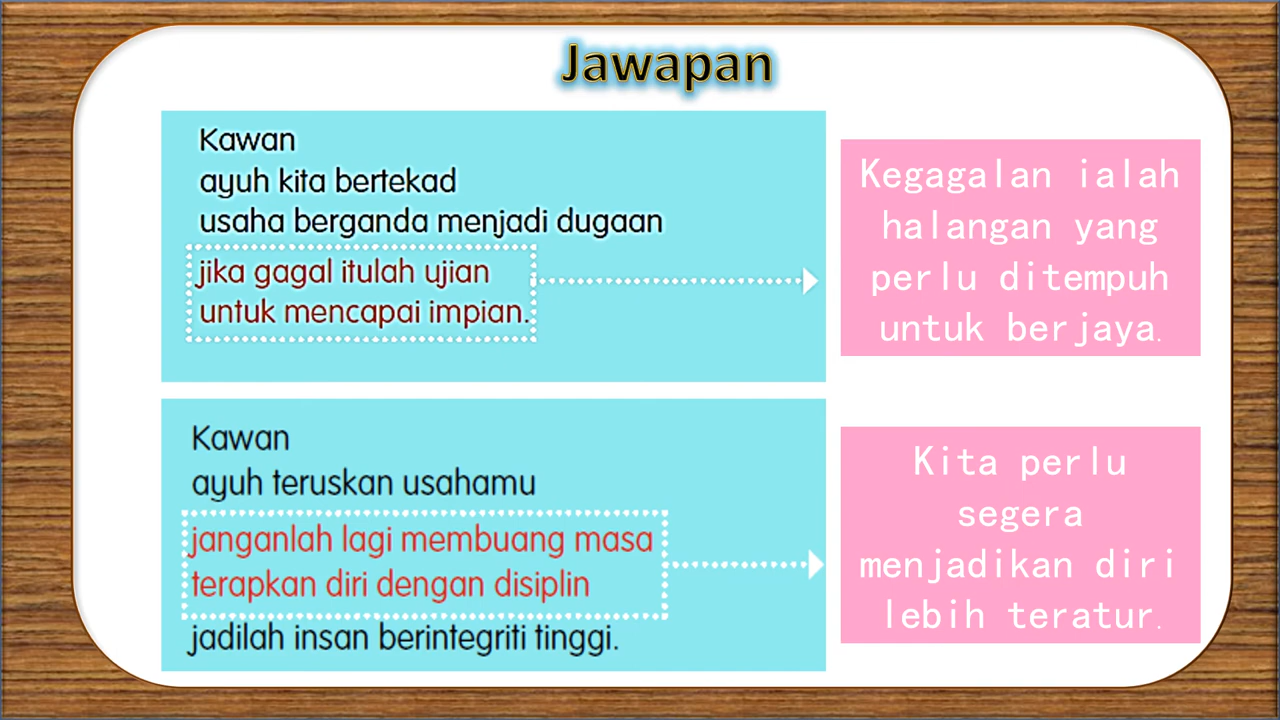 Jawapan
Kawan
ayuh kita bertekad
usaha berganda menjadi dugaan
jika gagal itulah ujian
untuk mencapai impian.
Kegagalan ialah
halangan yang
perlu ditempuh
untuk berjaya.
Kawan
ayuh teruskan usahamu
janganlah lagi membuang masa
terapkan diri dengan disiplin
jadilah insan berintegriti tinggi.
Kita perlu
segera
menjadikan diri
lebih teratur.